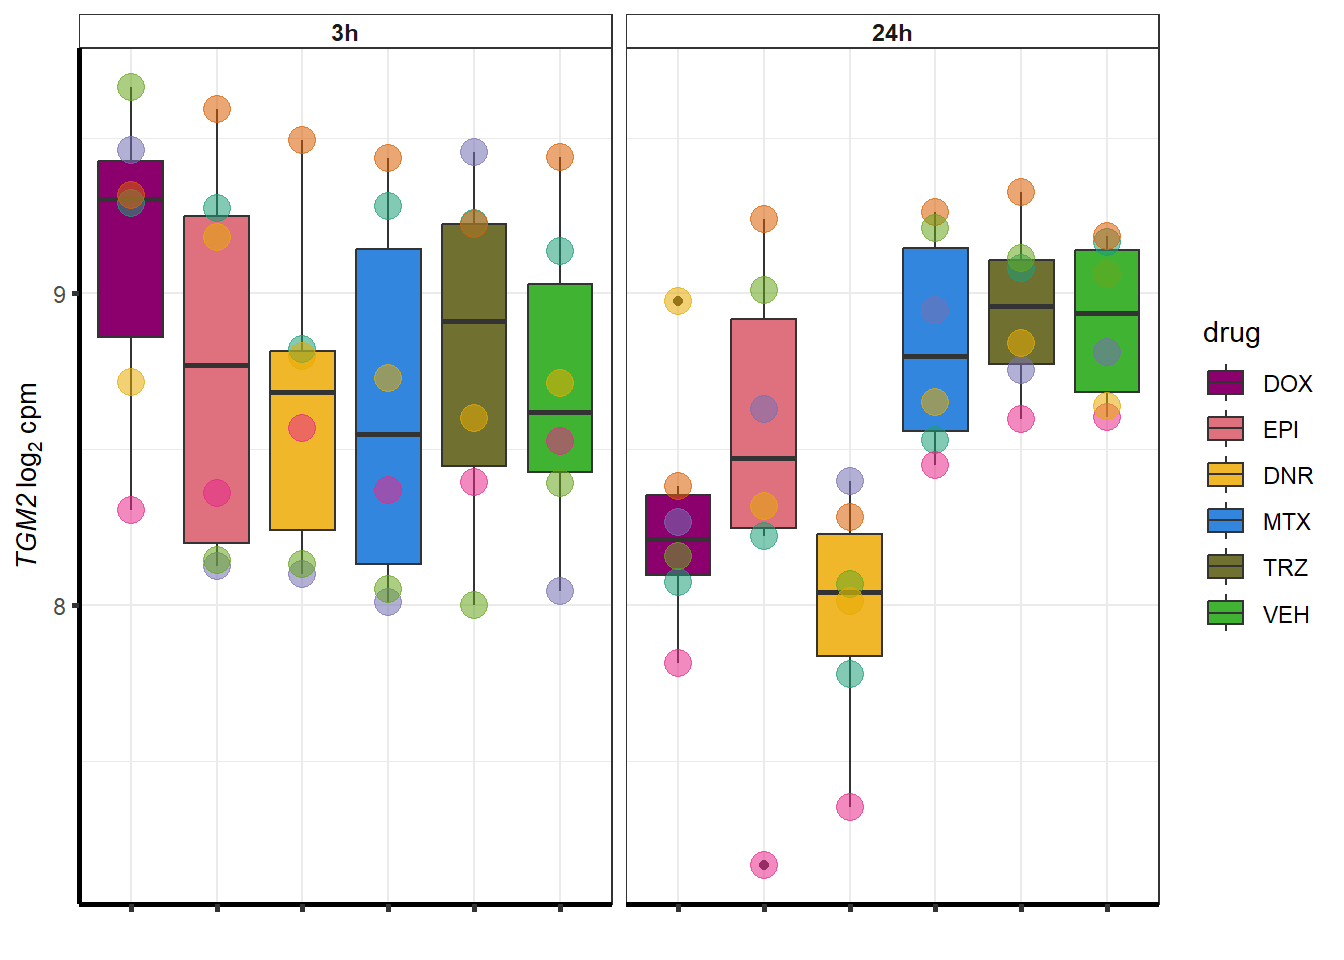 3h
24h
TGM2 log₂ cpm
9
8
drug
DOX
EPI
DNR
MTX
TRZ
VEH